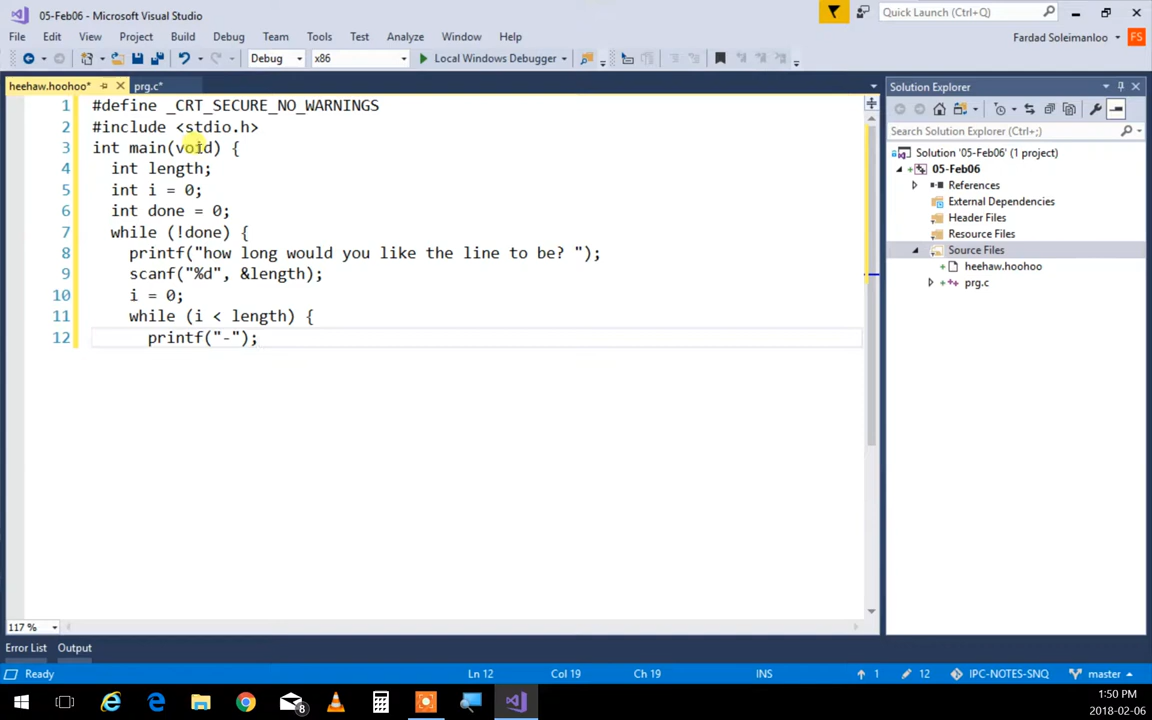 05-Feb06 - Microsoft Visual Studio
Quick Launch (Ctrl+Q)
File Edit View Project Build Debug Team Tools Test Analyze Window Help
Fardad Soleimanloo FS
Debug x86 Local Windows Debugger
heehaw.hoohoo* prg.c*
1 #define _CRT_SECURE_NO_WARNINGS
2 #include <stdio.h>
3 int main(void) {
4 int length;
5 int i = 0;
6 int done = 0;
7 while (!done) {
8 printf("how long would you like the line to be? ");
9 scanf("%d", &length);
10 i = 0;
11 while (i < length) {
12 printf("-");
Solution Explorer
Search Solution Explorer (Ctrl+;)
Solution '05-Feb06' (1 project)
05-Feb06
References
External Dependencies
Header Files
Resource Files
Source Files
heehaw.hoohoo
prg.c
117 %
Error List Output
Ready Ln 12 Col 19 Ch 19 INS 1 12 IPC-NOTES-SNQ master
8
1:50 PM
2018-02-06